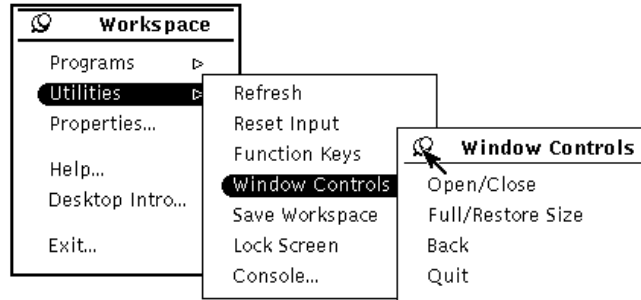 Workspace
Programs
Utilities
Properties...
Help...
Desktop Intro...
Exit...
Refresh
Reset Input
Function Keys
Window Controls
Save Workspace
Lock Screen
Console...
Window Controls
Open/Close
Full/Restore Size
Back
Quit